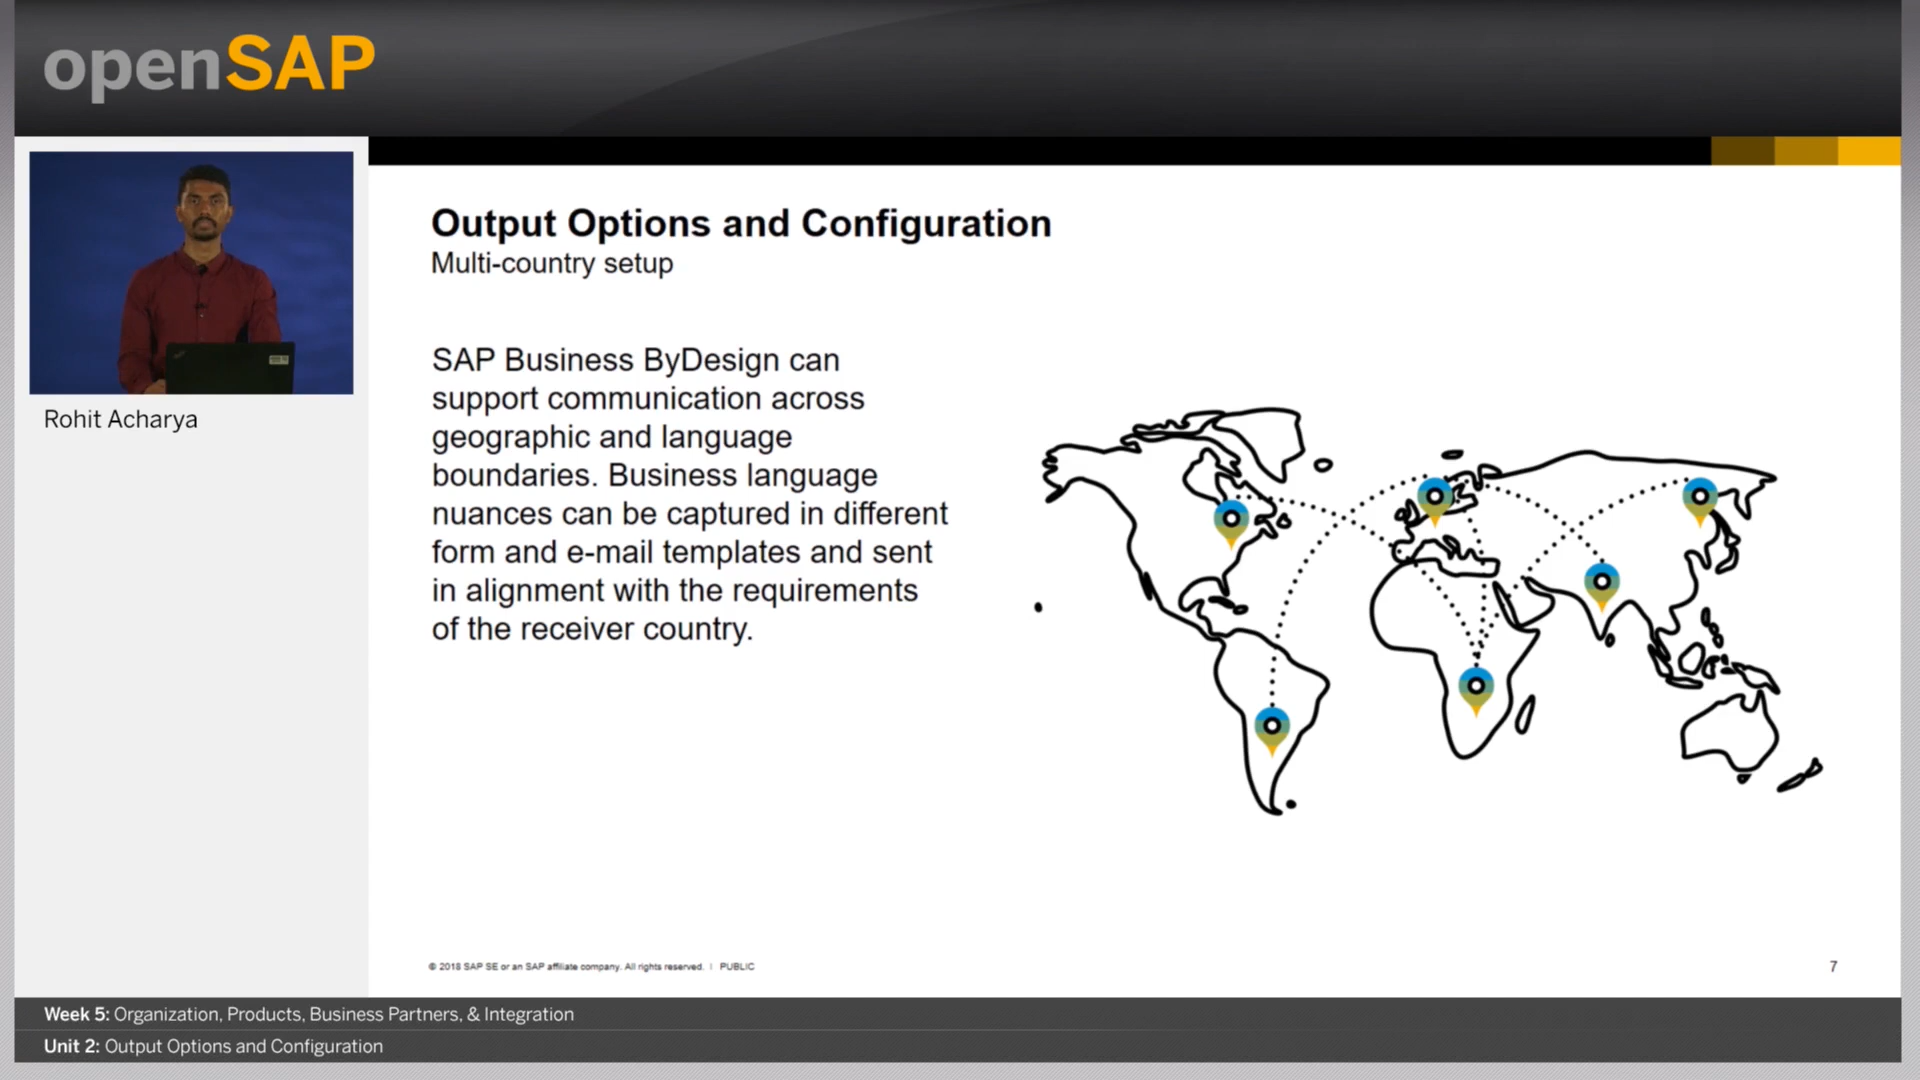 openSAP
Rohit Acharya
Output Options and Configuration
Multi-country setup
SAP Business ByDesign can
support communication across
geographic and language
boundaries. Business language
nuances can be captured in different
form and e-mail templates and sent
in alignment with the requirements
of the receiver country.
© 2018 SAP SE or an SAP affiliate company. All rights reserved. | PUBLIC
7
Week 5: Organization, Products, Business Partners, & Integration
Unit 2: Output Options and Configuration